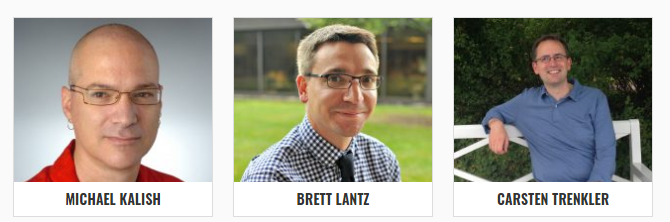 MICHAEL KALISH
BRETT LANTZ
CARSTEN TRENKLER